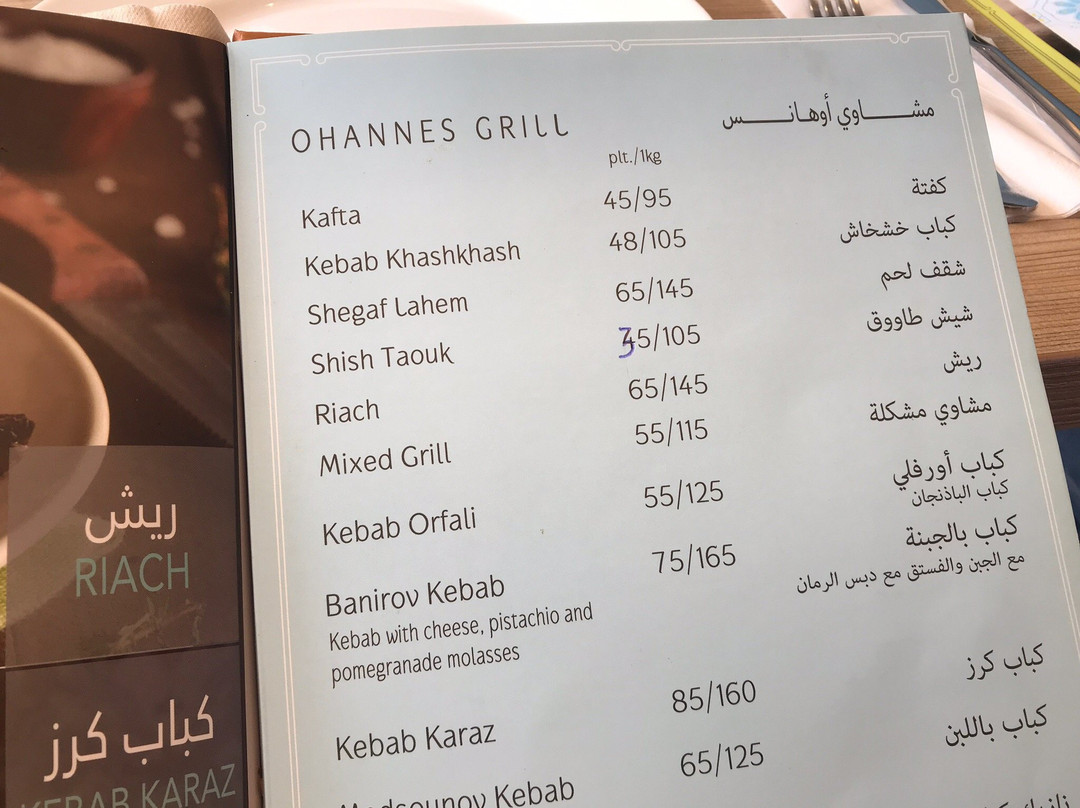 OHANNES GRILL
مشاوي أوهانس
plt./1kg
Kafta 45/95 كفتة
Kebab Khashkhash 48/105 كباب خشخاش
Shegaf Lahem 65/145 شقف لحم
Shish Taouk 35/105 شيش طاووق
Riach 65/145 ريش
Mixed Grill 55/115 مشاوي مشكلة
Kebab Orfali 55/125 كباب أورفلي
كباب الباذنجان
Banirov Kebab 75/165 كباب بالجبنة
Kebab with cheese, pistachio and
pomegranade molasses
مع الجبن والفستق مع دبس الرمان
Kebab Karaz 85/160 كباب كرز
Kebab 65/125 كباب باللبن
ريش
RIACH
كباب كرز
KEBAB KARAZ